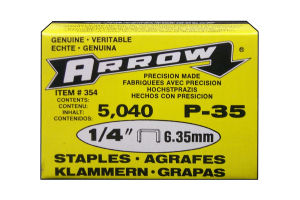 GENUINE · VERITABLE
ECHTE · GENUINA
ARROW
PRECISION MADE
FABRIQUEES AVEC PRECISION
HOCHSTPRAZIS
HECHOS CON PRECISION
ITEM # 354
CONTENTS:
CONTENU:
INHALT:
CONTENIDOS:
5,040 P-35
1/4" 6.35mm
STAPLES · AGRAFES
KLAMMERN · GRAPAS